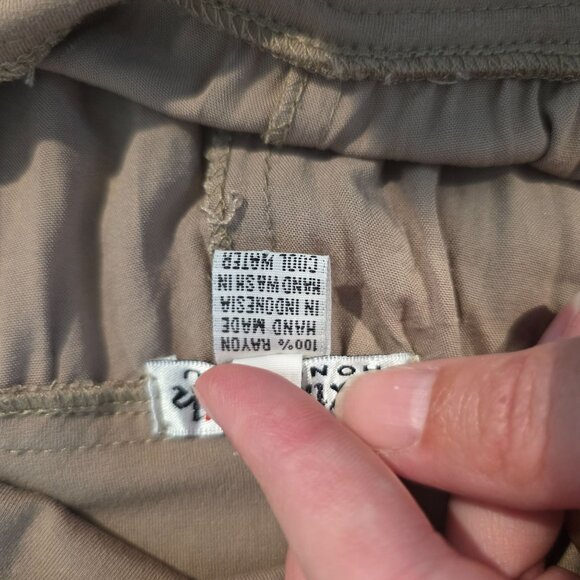 100% RAYON
HAND MADE
IN INDONESIA
HAND WASH IN
COOL WATER